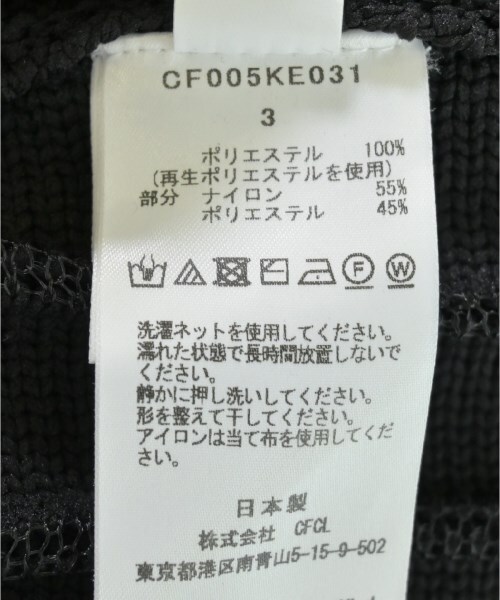 CF005KE031
3
ポリエステル 100%
(再生ポリエステルを使用)
部分 ナイロン 55%
ポリエステル 45%
F W
洗濯ネットを使用してください。
濡れた状態で長時間放置しないで
ください。
静かに押し洗いしてください。
形を整えて干してください。
アイロンは当て布を使用してくだ
さい。
日本製
株式会社 CFCL
東京都港区南青山5-15-9-502